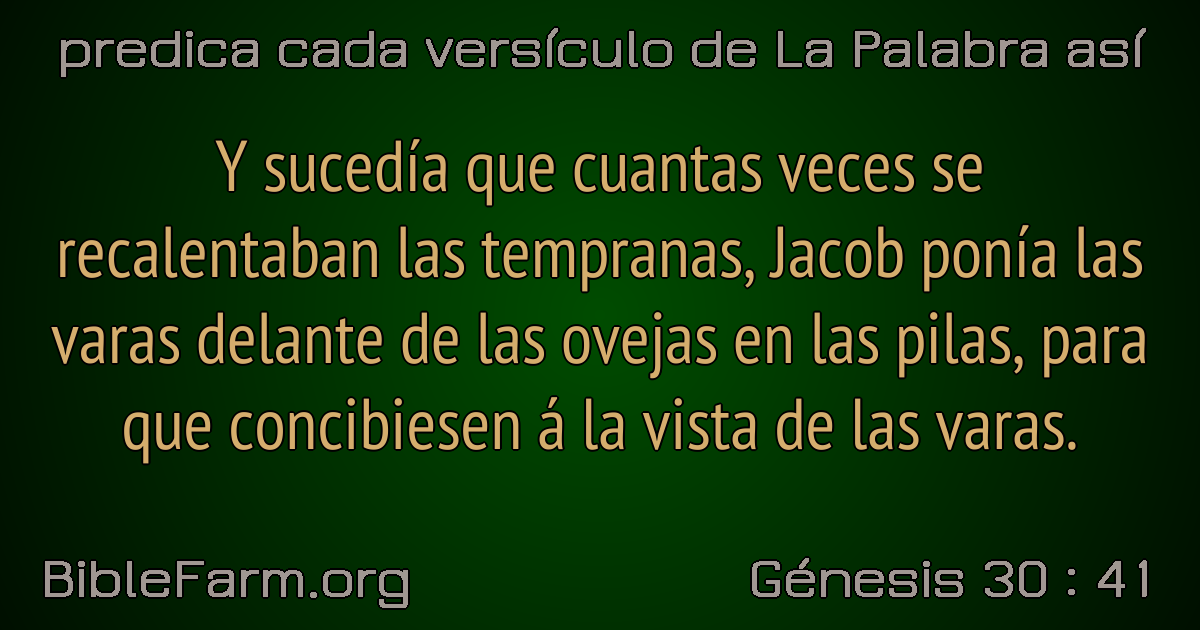 predica cada versículo de La Palabra así
Y sucedía que cuantas veces se
recalentaban las tempranas, Jacob ponía las
varas delante de las ovejas en las pilas, para
que concibiesen á la vista de las varas.
BibleFarm.org
Génesis 30 : 41